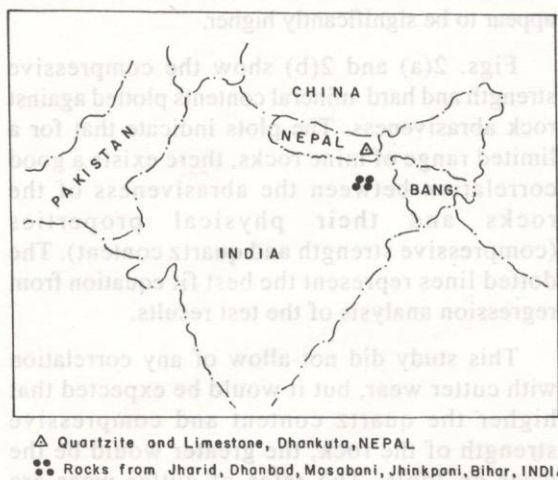 appear to be significantly higher.
Figs. 2(a) and 2(b) show the compressive
strength and hard mineral contents plotted against
rock abrasiveness. The plots indicate that for a
limited range of mine rocks, there exists a good
correlation between the abrasiveness of the
rocks and their physical properties
(compressive strength and quartz content). The
dotted lines represent the best fit equation from
regression analysis of the test results.
This study did not allow of any correlation
with cutter wear, but it would be expected that
higher the quartz content and compressive
strength of the rock, the greater would be the
CHINA
NEPAL
PAKISTAN
BANG.
INDIA
Quartzite and Limestone, Dhankuta, NEPAL
Rocks from Jharid, Dhanbad, Mosabani, Jhinkpani, Bihar, INDI